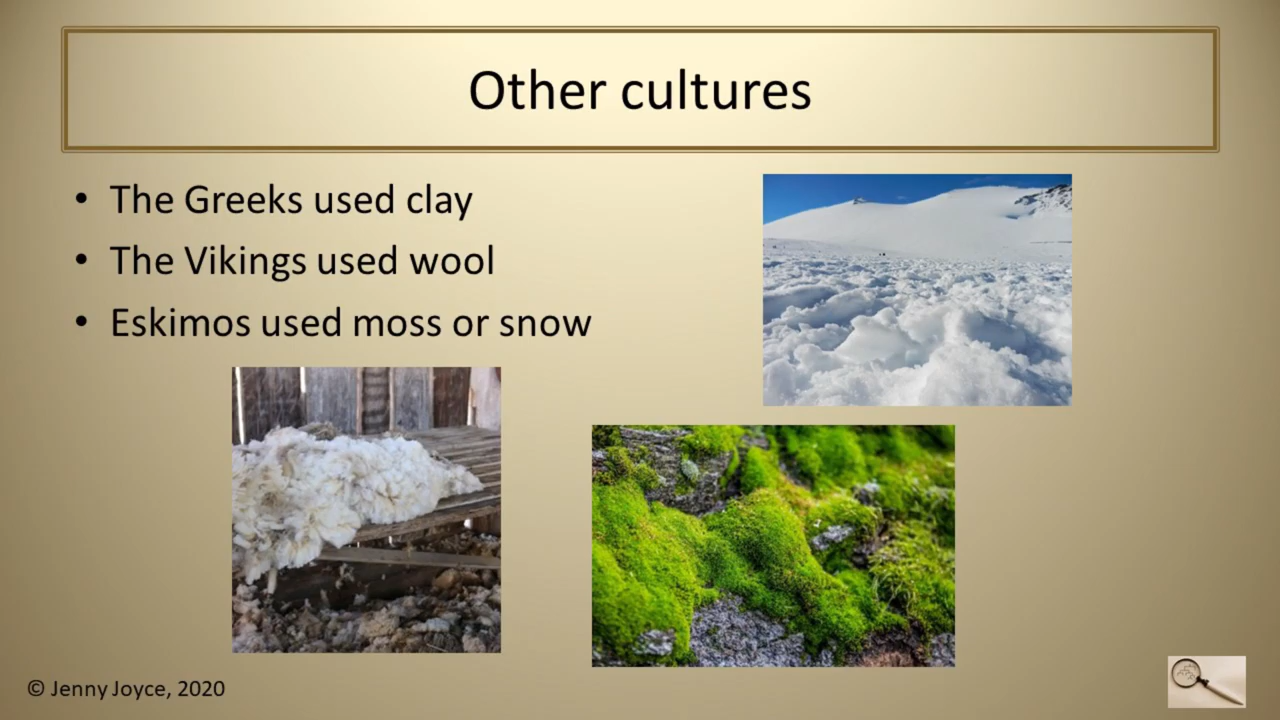 Other cultures
• The Greeks used clay
• The Vikings used wool
• Eskimos used moss or snow
© Jenny Joyce, 2020